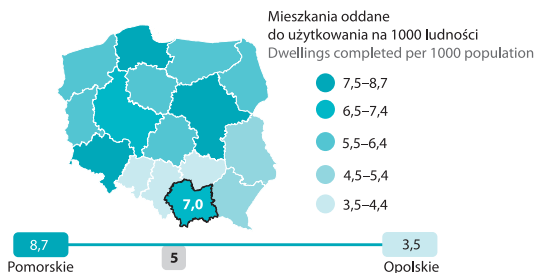 Mieszkania oddane
do użytkowania na 1000 ludności
Dwellings completed per 1000 population
7,5–8,7
6,5–7,4
5,5–6,4
4,5–5,4
3,5–4,4
7,0
8,7
5
3,5
Pomorskie
Opolskie